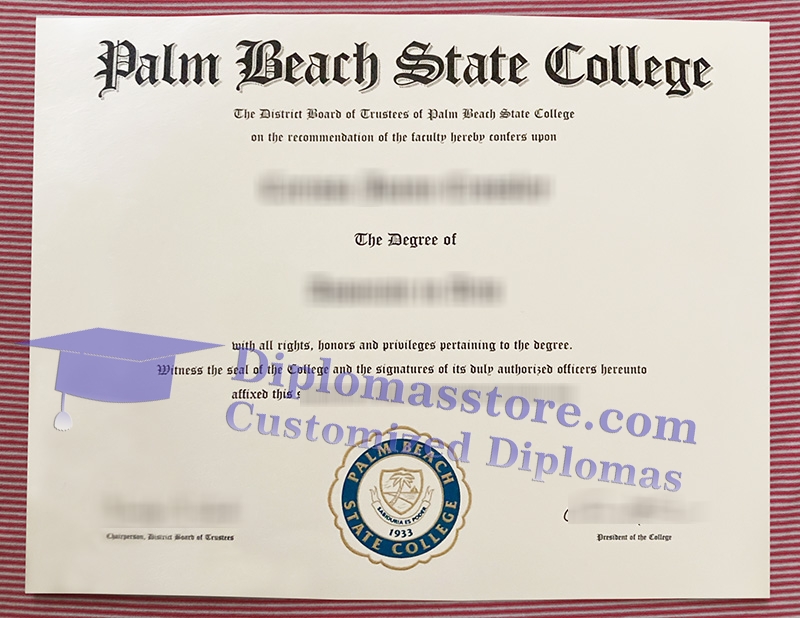 Palm Beach State College
The District Board of Trustees of Palm Beach State College
on the recommendation of the faculty hereby confers upon
The Degree of
with all rights, honors and privileges pertaining to the degree.
Witness the seal of the College and the signatures of its duly authorized officers hereunto
affixed this
Diplomasstore.com
Customized Diplomas
PALM BEACH
STATE COLLEGE
SABIDURIA ES PODER
1933
Chairperson, District Board of Trustees
President of the College